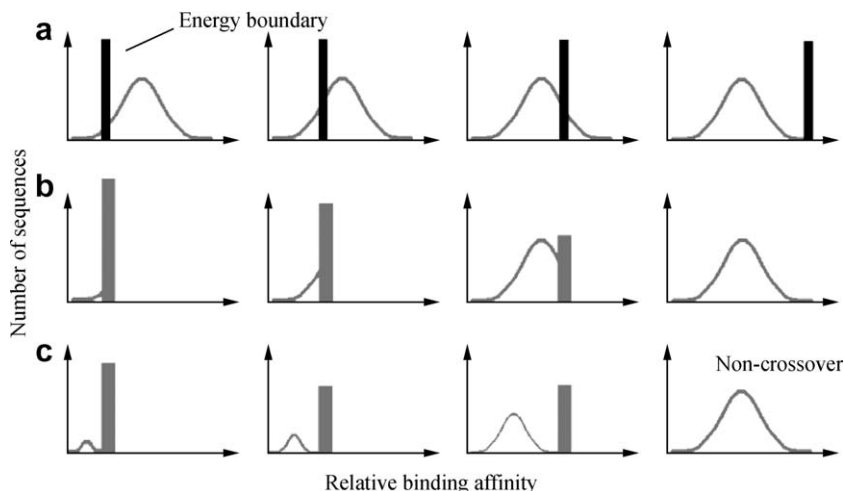 Energy boundary
a
b
c
Number of sequences
Non-crossover
Relative binding affinity